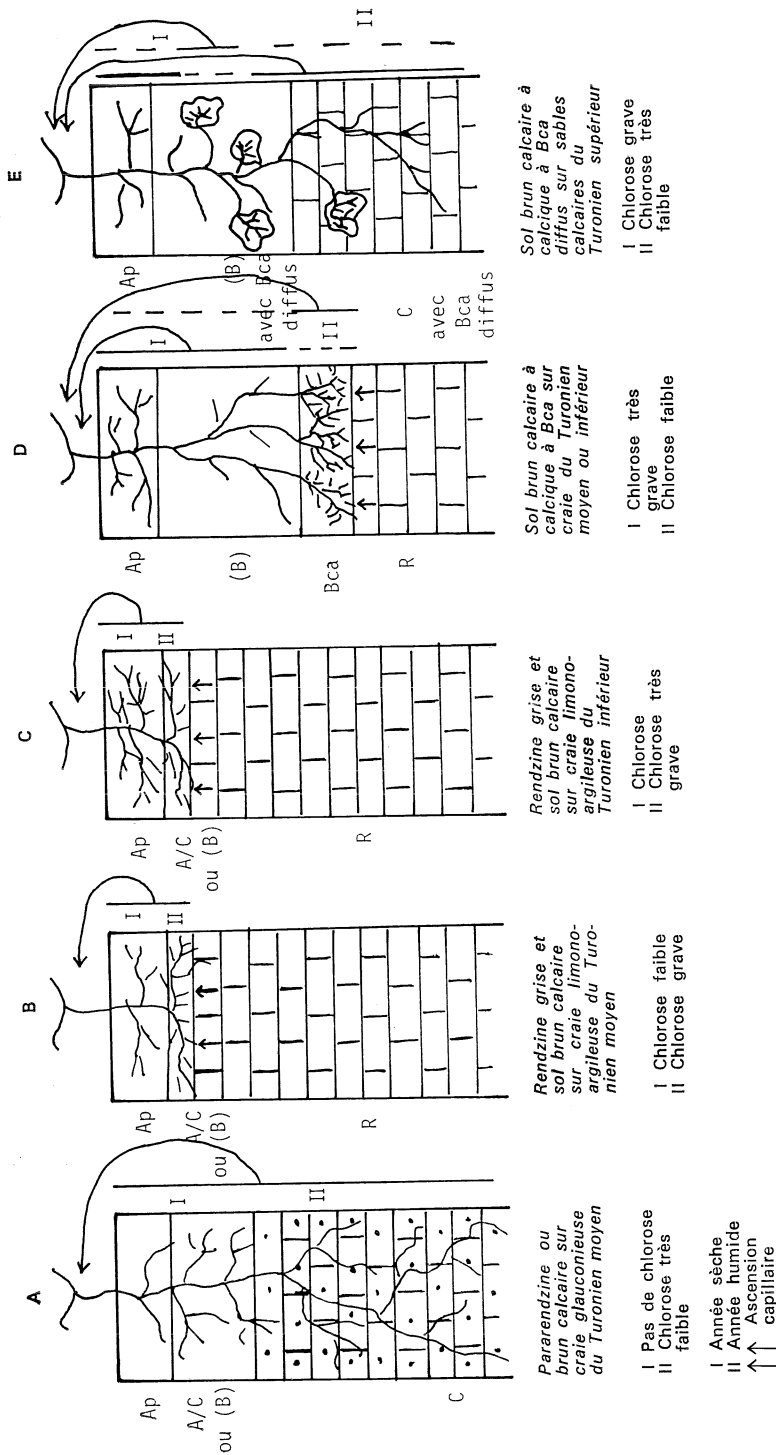 A
Ap
A/C
ou (B)
C
I
II
Pararendzine ou
brun calcaire sur
craie glauconieuse
du Turonien moyen
I Pas de chlorose
II Chlorose très
faible
I Année sèche
II Année humide
↑↑ Ascension
capillaire
B
Ap
A/C
ou (B)
R
I
II
Rendzine grise et
sol brun calcaire
sur craie limono-
argileuse du Turo-
nien moyen
I Chlorose faible
II Chlorose grave
C
Ap
A/C
ou (B)
R
I
II
Rendzine grise et
sol brun calcaire
sur craie limono-
argileuse du
Turonien inférieur
I Chlorose
II Chlorose très
grave
D
Ap
(B)
Bca
R
I
II
Sol brun calcaire à
calcique à Bca sur
craie du Turonien
moyen ou inférieur
I Chlorose très
grave
II Chlorose faible
E
Ap
(B)
avec Bca
diffus
C
avec
Bca
diffus
I
II
Sol brun calcaire à
calcique à Bca
diffus sur sables
calcaires du
Turonien supérieur
I Chlorose grave
II Chlorose très
faible